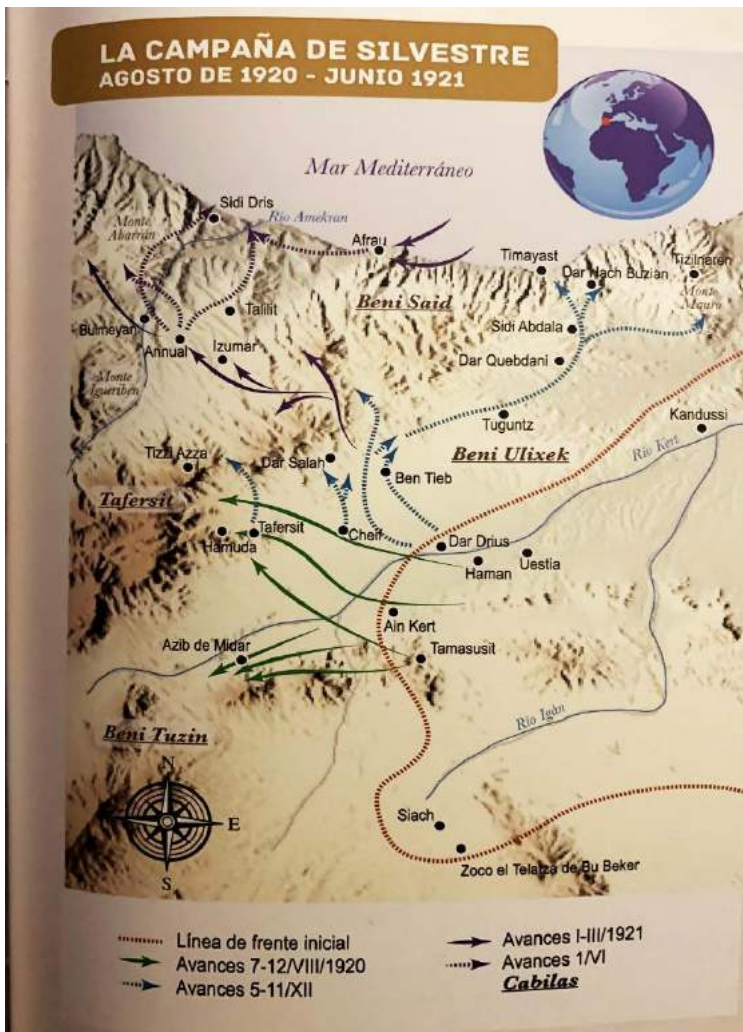 LA CAMPAÑA DE SILVESTRE
AGOSTO DE 1920 - JUNIO 1921
Mar Mediterráneo
Sidi Dris
Río Amekran
Monte
Abarrán
Afrau
Timayast
Dar Hach Buzian
Tizilnaren
Monte
Mauro
Beni Said
Bulmeyan
Talilit
Annual
Izumar
Sidi Abdala
Dar Quebdani
Monte
Igueriben
Tuguntz
Kandussi
Río Kert
Tizzi Azza
Dar Salah
Beni Ulixek
Ben Tieb
Tafersit
Hamuda
Tafersit
Cheif
Dar Drius
Haman
Uestia
Ain Kert
Azib de Midar
Tamasusit
Beni Tuzin
Río Igán
N
E
S
Siach
Zoco el Telatza de Bu Beker
Línea de frente inicial
Avances 7-12/VIII/1920
Avances 5-11/XII
Avances I-III/1921
Avances 1/VI
Cabilas